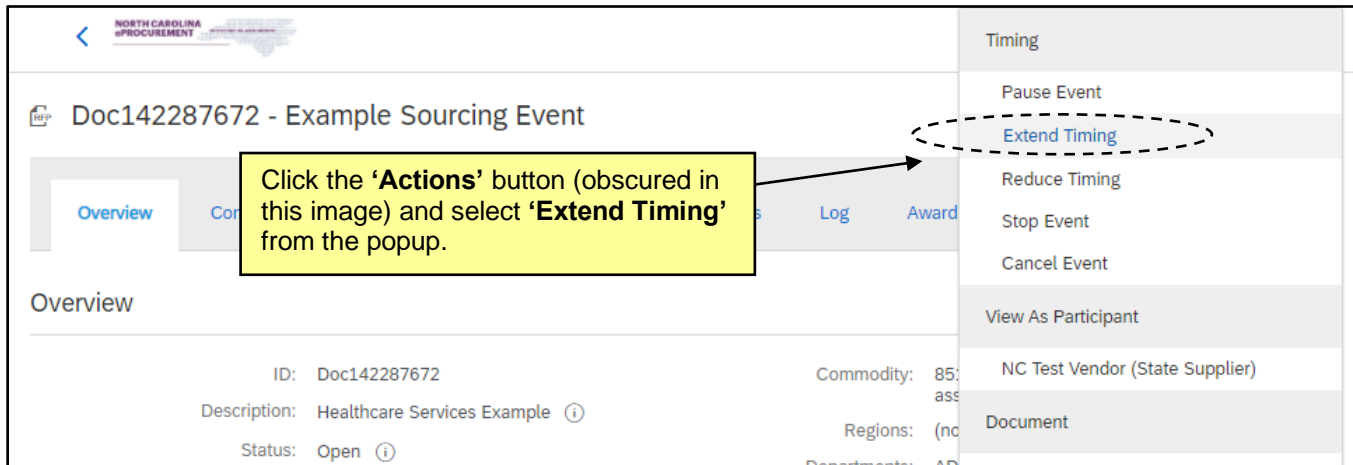 NORTH CAROLINA
ePROCUREMENT
Timing
Pause Event
Doc142287672 - Example Sourcing Event
RFP
Extend Timing
Click the ‘Actions’ button (obscured in
this image) and select ‘Extend Timing’
from the popup.
Reduce Timing
Overview
Log
Stop Event
Cancel Event
Overview
View As Participant
ID: Doc142287672
NC Test Vendor (State Supplier)
Commodity:
Description: Healthcare Services Example
Regions:
Document
Status: Open